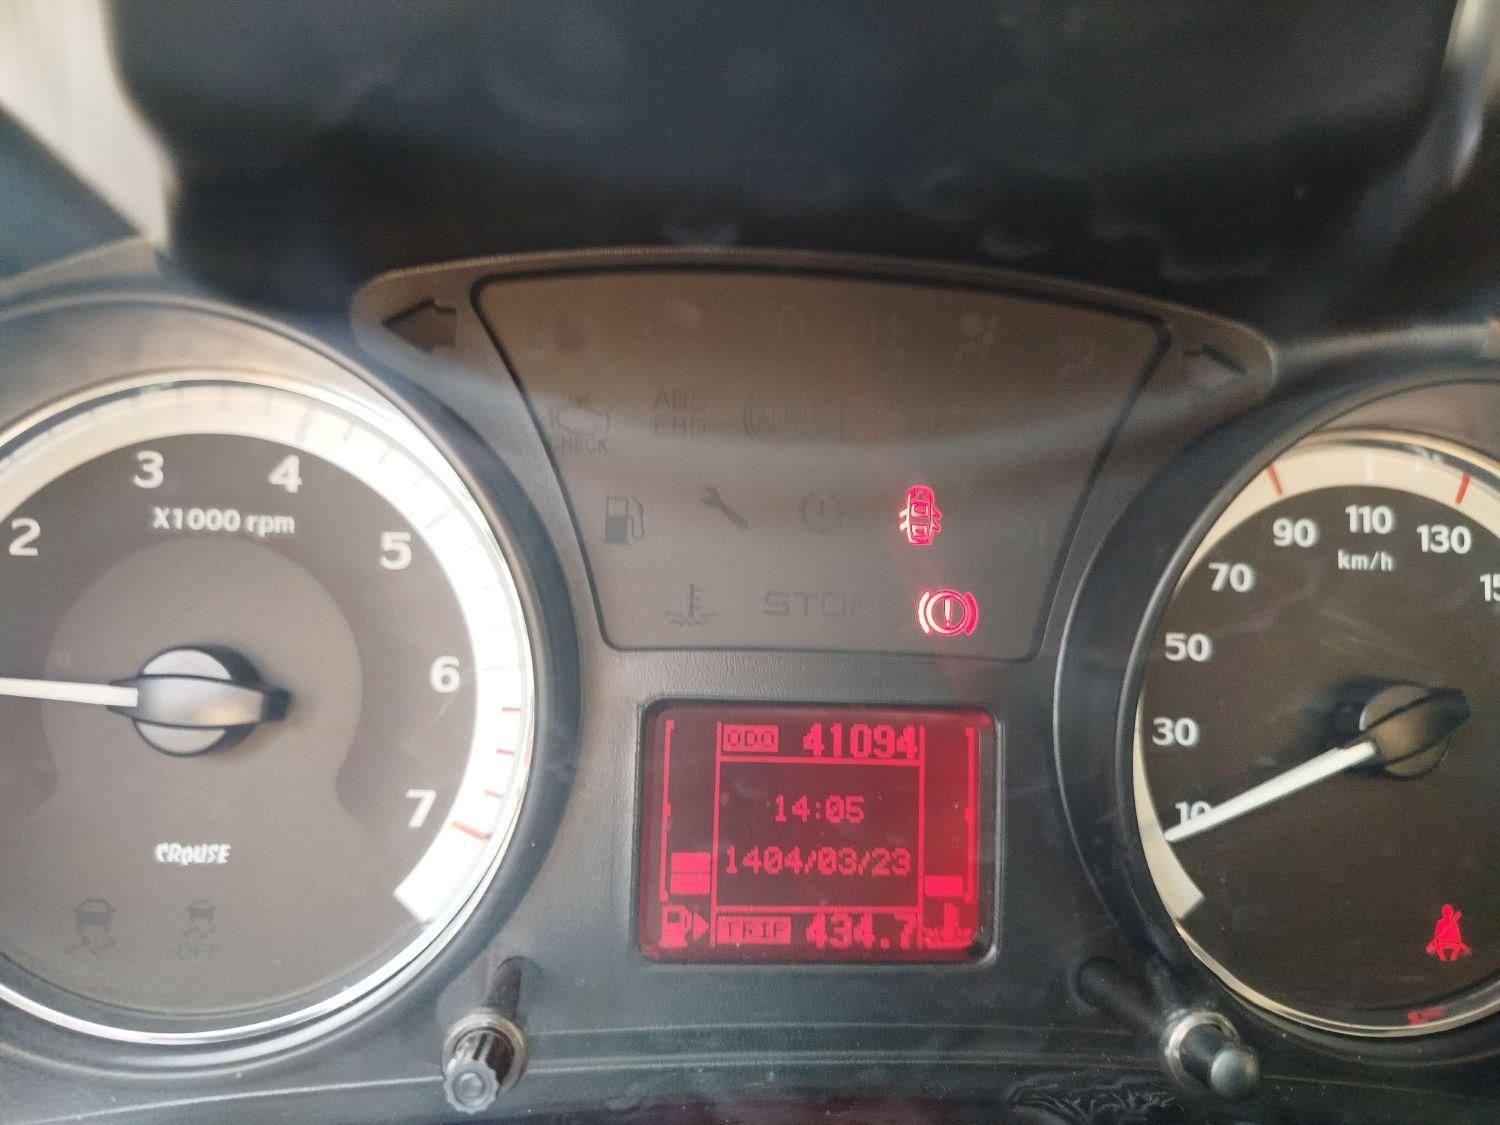 ABS
EBD
CHECK
STOP
2
3
4
5
6
7
X1000 rpm
CROUSE
OFF
ODO 41094
14:05
1404/03/23
TRIP 434.7
10
30
50
70
90
110
130
km/h